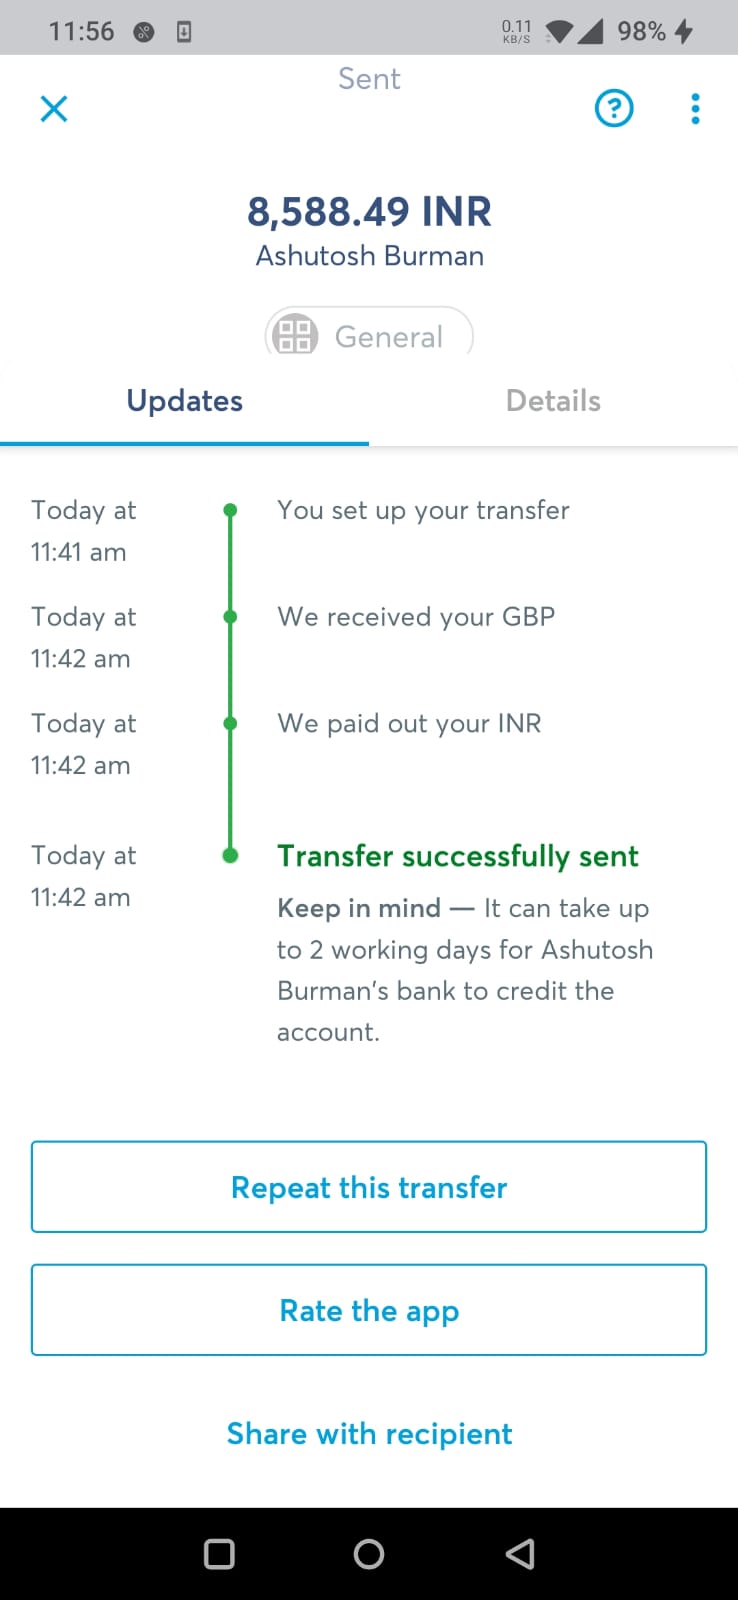 11:56
0.11
KB/S
98%
Sent
?
8,588.49 INR
Ashutosh Burman
General
Updates
Details
Today at
11:41 am
You set up your transfer
Today at
11:42 am
We received your GBP
Today at
11:42 am
We paid out your INR
Today at
11:42 am
Transfer successfully sent
Keep in mind — It can take up
to 2 working days for Ashutosh
Burman's bank to credit the
account.
Repeat this transfer
Rate the app
Share with recipient